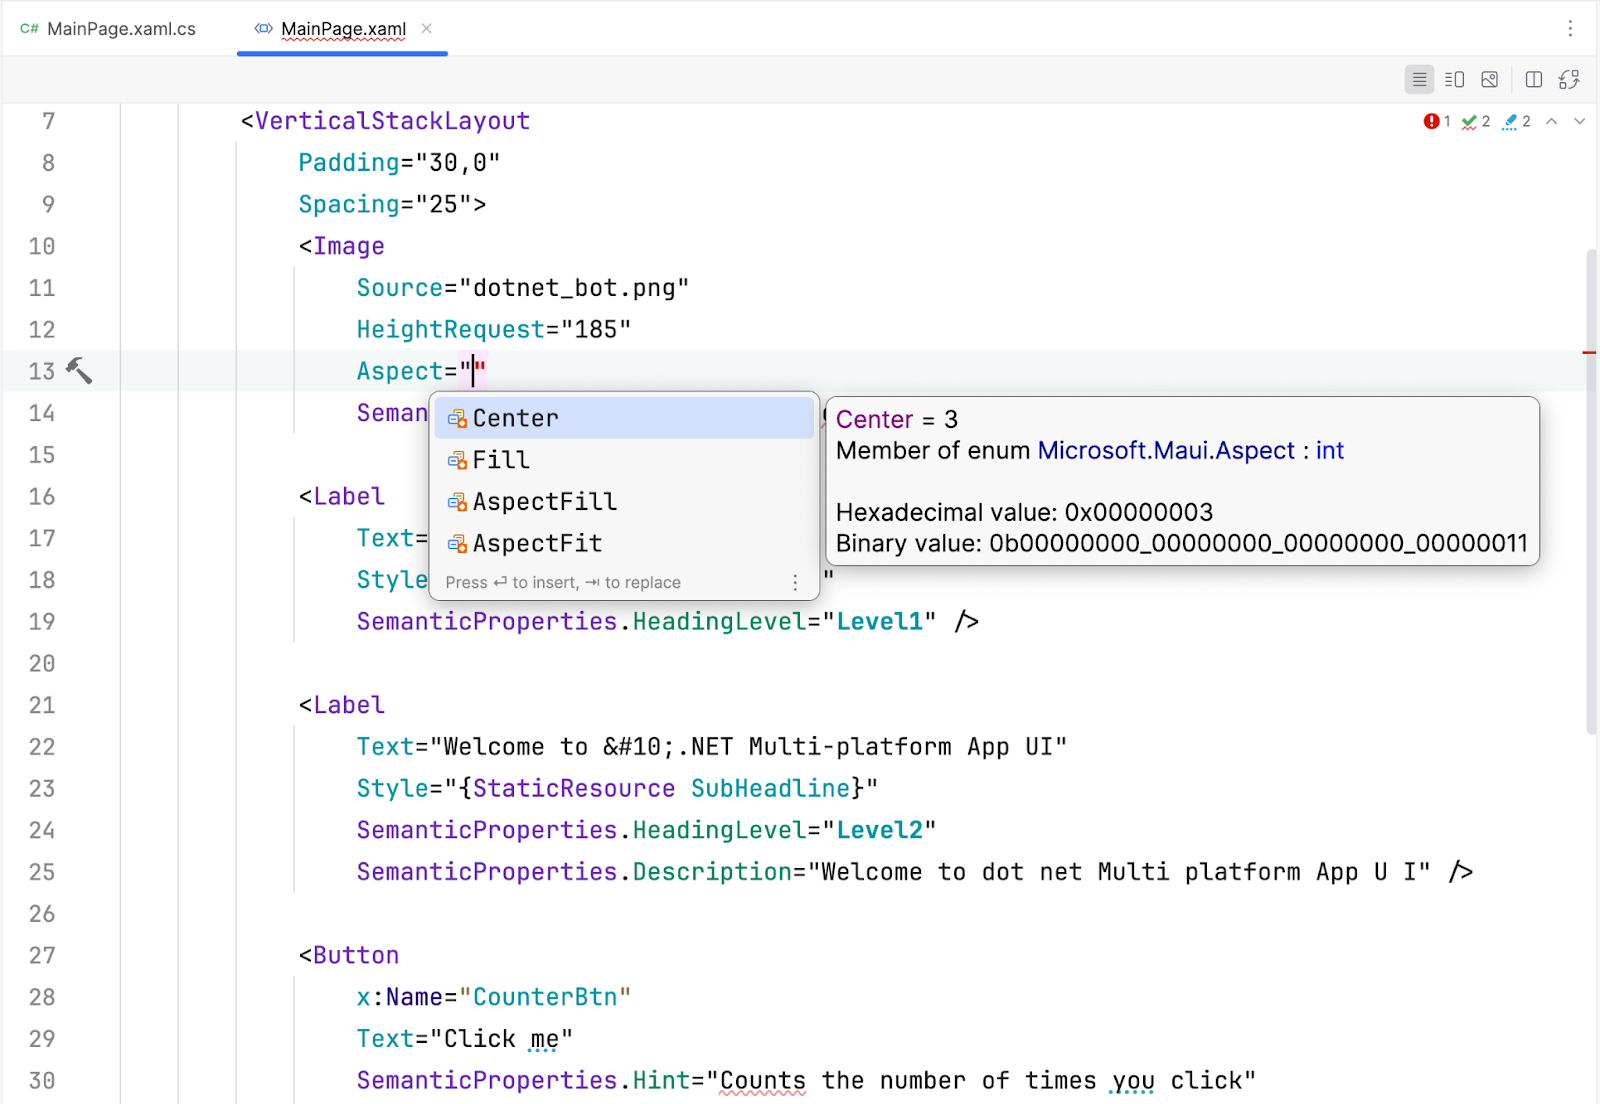 C# MainPage.xaml.cs
MainPage.xaml
1 2 2
7 <VerticalStackLayout
8 Padding="30,0"
9 Spacing="25">
10 <Image
11 Source="dotnet_bot.png"
12 HeightRequest="185"
13 Aspect=""
14 Seman
Center
Fill
AspectFill
AspectFit
Press ⏎ to insert, ⇥ to replace
Center = 3
Member of enum Microsoft.Maui.Aspect : int
Hexadecimal value: 0x00000003
Binary value: 0b00000000_00000000_00000000_00000011
15
16 <Label
17 Text=
18 Style "
19 SemanticProperties.HeadingLevel="Level1" />
20
21 <Label
22 Text="Welcome to &#10;.NET Multi-platform App UI"
23 Style="{StaticResource SubHeadline}"
24 SemanticProperties.HeadingLevel="Level2"
25 SemanticProperties.Description="Welcome to dot net Multi platform App U I" />
26
27 <Button
28 x:Name="CounterBtn"
29 Text="Click me"
30 SemanticProperties.Hint="Counts the number of times you click"